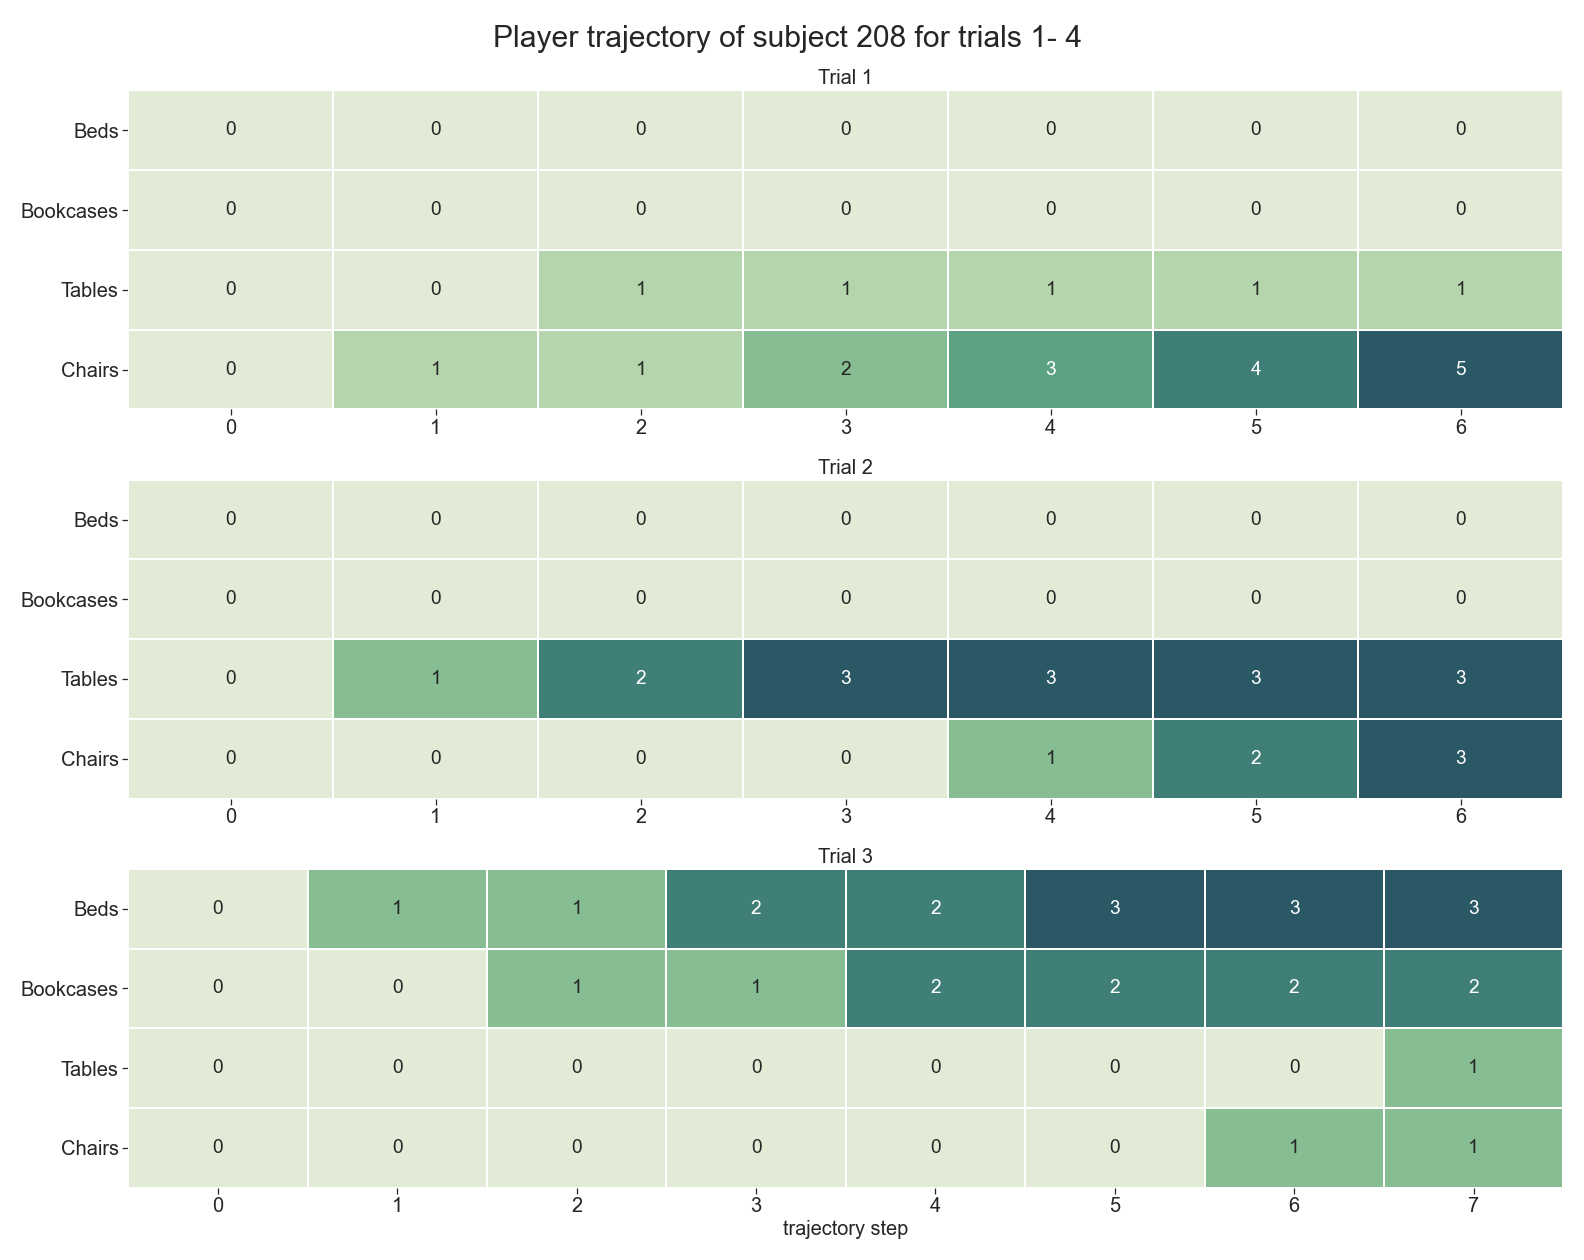 Player trajectory of subject 208 for trials 1- 4
Trial 1
Beds 0 0 0 0 0 0 0
Bookcases 0 0 0 0 0 0 0
Tables 0 0 1 1 1 1 1
Chairs 0 1 1 2 3 4 5
0 1 2 3 4 5 6
Trial 2
Beds 0 0 0 0 0 0 0
Bookcases 0 0 0 0 0 0 0
Tables 0 1 2 3 3 3 3
Chairs 0 0 0 0 1 2 3
0 1 2 3 4 5 6
Trial 3
Beds 0 1 1 2 2 3 3 3
Bookcases 0 0 1 1 2 2 2 2
Tables 0 0 0 0 0 0 0 1
Chairs 0 0 0 0 0 0 1 1
0 1 2 3 4 5 6 7
trajectory step